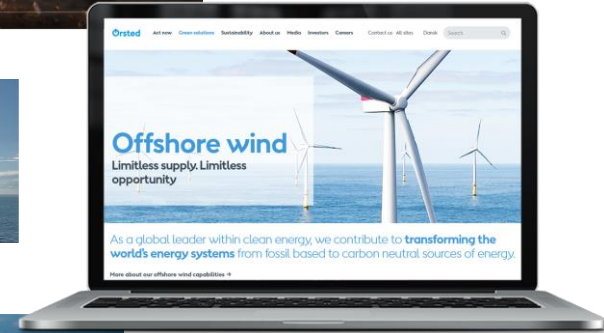 Ørsted Act now Green solutions Sustainability About us Media Investors Careers Contact us All sites Dansk Search
Offshore wind
Limitless supply. Limitless
opportunity
As a global leader within clean energy, we contribute to transforming the
world's energy systems from fossil based to carbon neutral sources of energy.
More about our offshore wind capabilities →